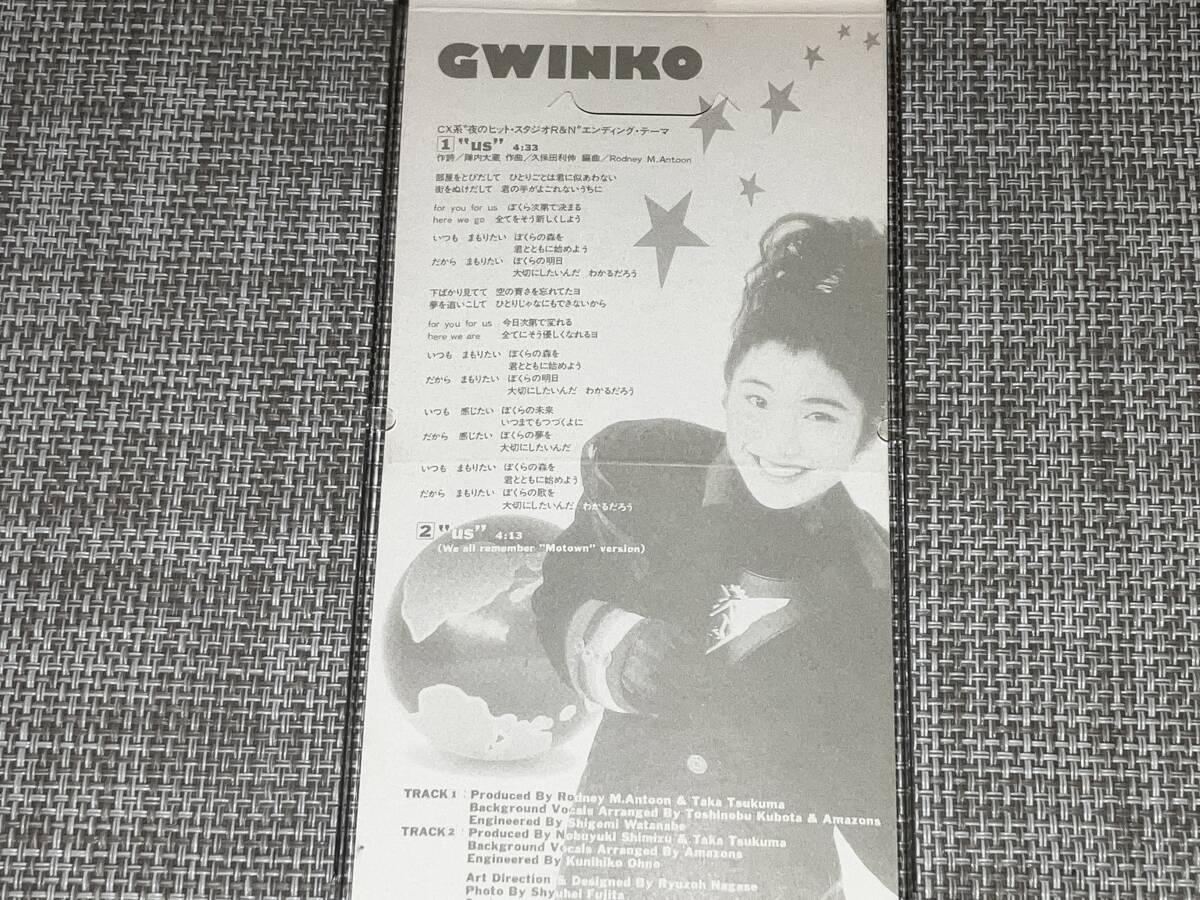 GWINKO
CX系"夜のヒット・スタジオR&N"エンディング・テーマ
1 "us" 4:33
作詩/陣内大蔵 作曲/久保田利伸 編曲/Rodney M.Antoon
部屋をとびだして ひとりごとは君に似あわない
街をぬけだして 君の手がよごれないうちに
for you for us ぼくら次第で決まる
here we go 全てをそう新しくしよう
いつも まもりたい ぼくらの森を
君とともに始めよう
だから まもりたい ぼくらの明日
大切にしたいんだ わかるだろう
下ばかり見てて 空の青さを忘れてたヨ
夢を追いこして ひとりじゃなにもできないから
for you for us 今日次第で変れる
here we are 全てにそう優しくなれるヨ
いつも まもりたい ぼくらの森を
君とともに始めよう
だから まもりたい ぼくらの明日
大切にしたいんだ わかるだろう
いつも 感じたい ぼくらの未来
いつまでもつづくよに
だから 感じたい ぼくらの夢を
大切にしたいんだ
いつも まもりたい ぼくらの森を
君とともに始めよう
だから まもりたい ぼくらの歌を
大切にしたいんだ わかるだろう
2 "us" 4:13
(We all remember "Motown" version)
TRACK 1 : Produced By Rodney M.Antoon & Taka Tsukuma
Background Vocals Arranged By Toshinobu Kubota & Amazons
Engineered By Shigemi Watanabe
TRACK 2 : Produced By Nobuyuki Shimizu & Taka Tsukuma
Background Vocals Arranged By Amazons
Engineered By Kunihiko Ohno
Art Direction & Designed By Ryuzoh Nagase
Photo By Shyuhei Fujita